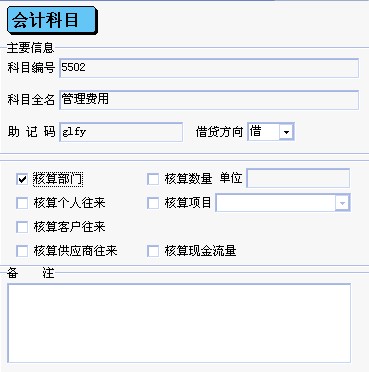 会计科目
主要信息
科目编号 5502
科目全名 管理费用
助 记 码 glfy 借贷方向 借
核算部门 核算数量 单位
核算个人往来 核算项目
核算客户往来
核算供应商往来 核算现金流量
备 注